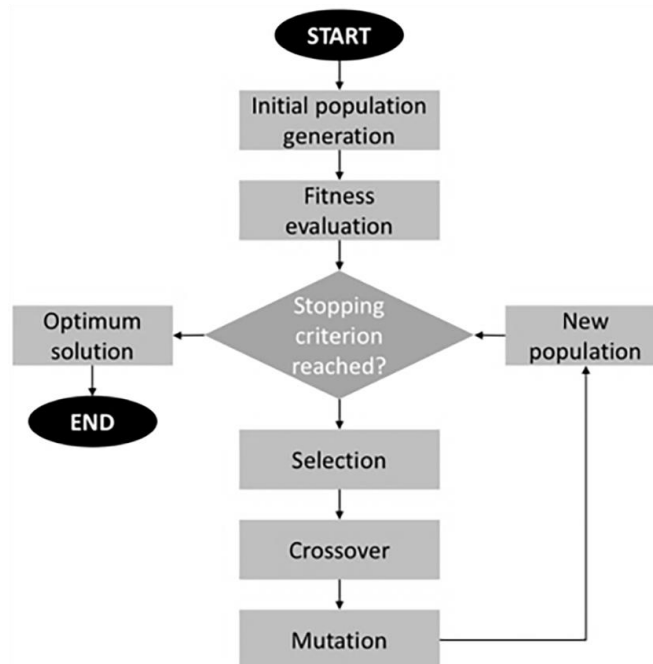 START
Initial population
generation
Fitness
evaluation
Stopping
criterion
reached?
Optimum
solution
New
population
END
Selection
Crossover
Mutation